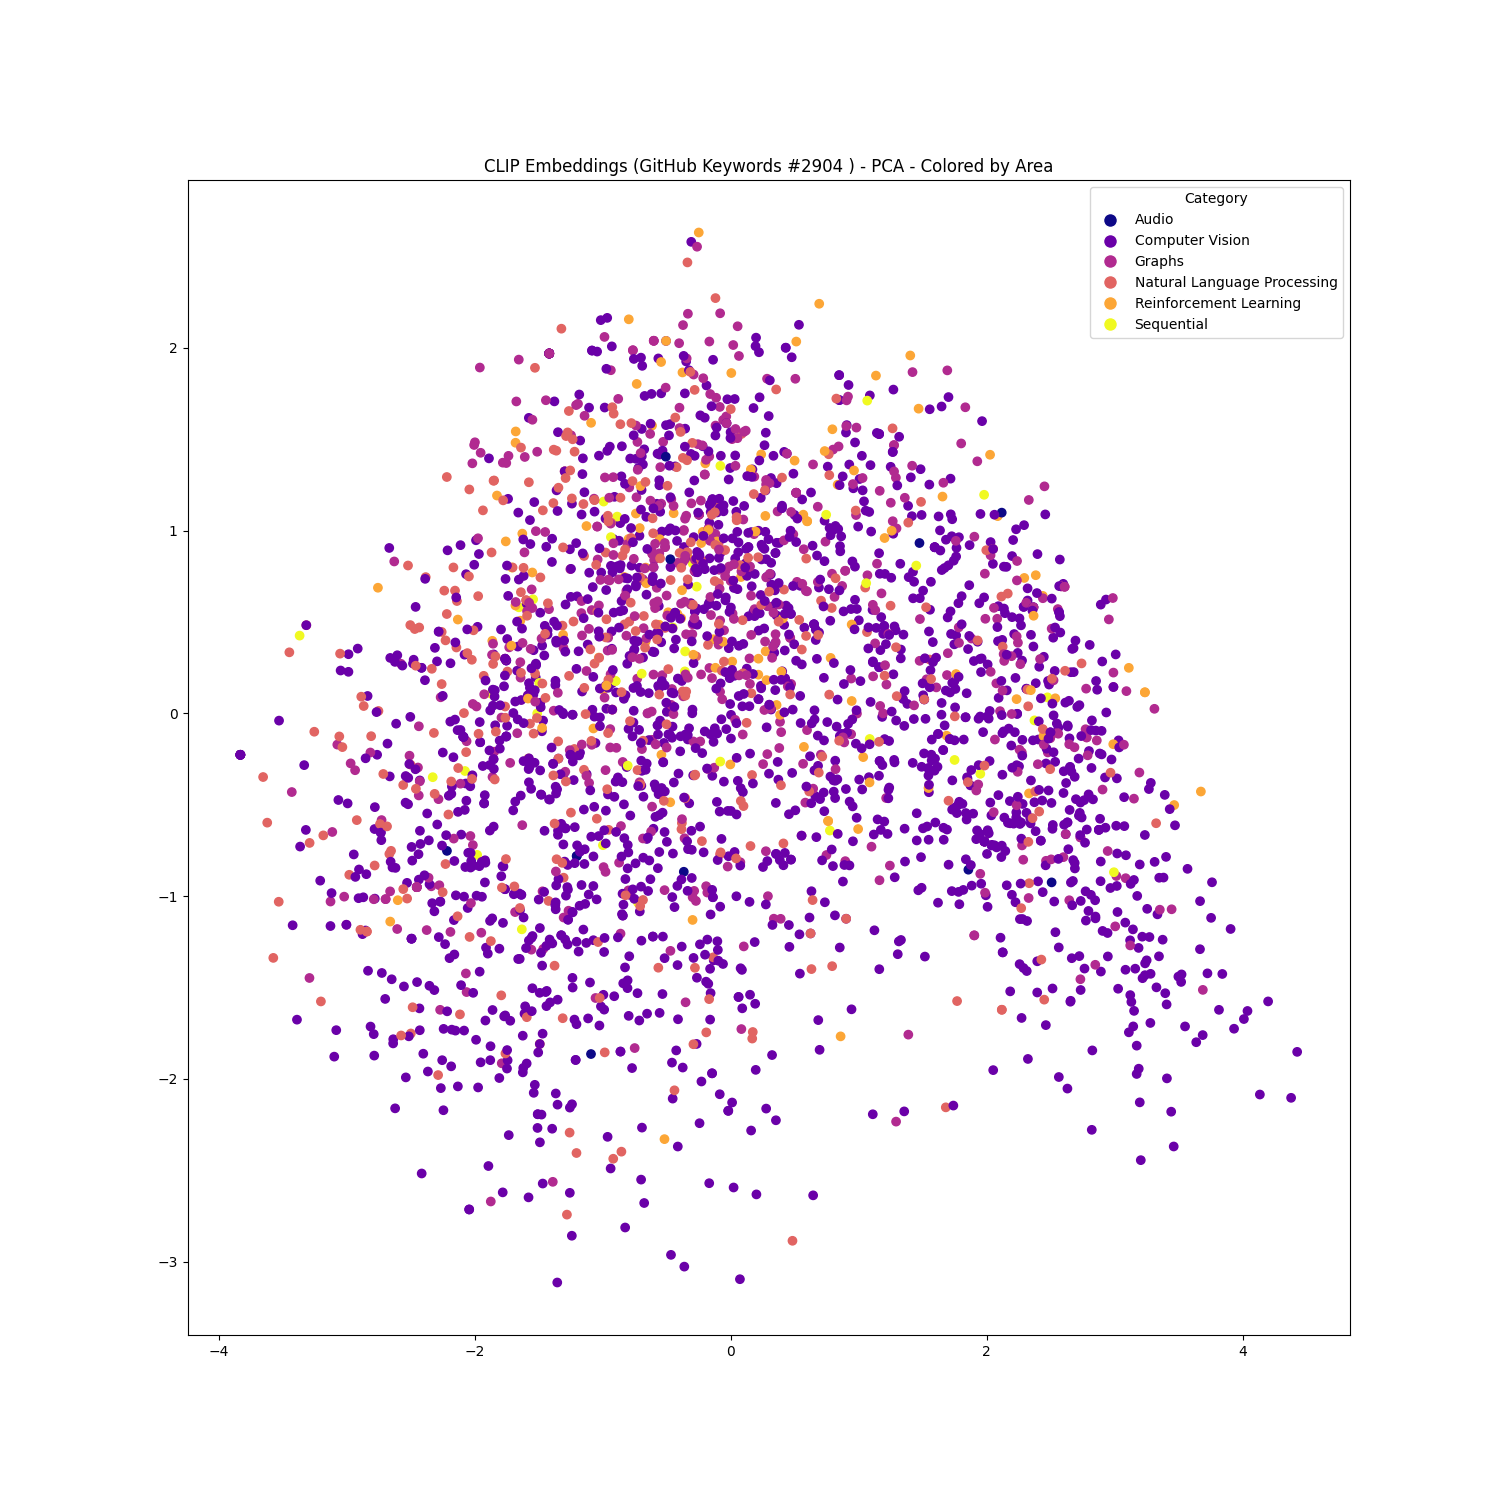 CLIP Embeddings (GitHub Keywords #2904 ) - PCA - Colored by Area
Category
Audio
Computer Vision
Graphs
Natural Language Processing
Reinforcement Learning
Sequential
2
1
0
−1
−2
−3
−4
−2
0
2
4